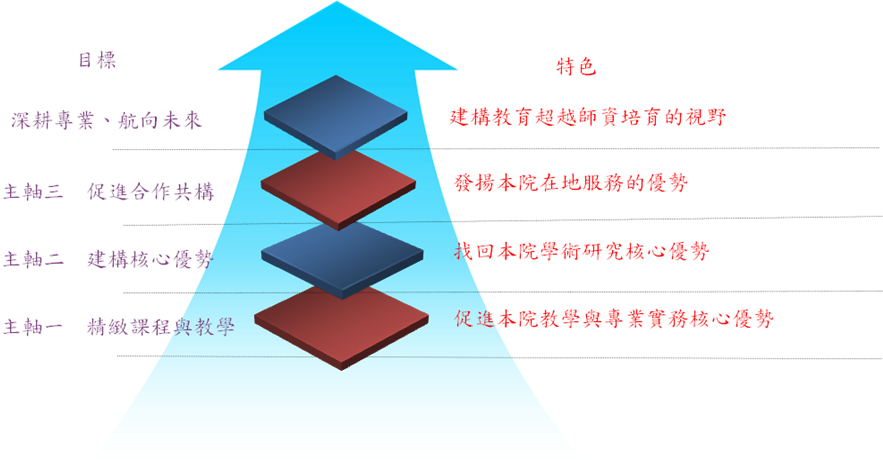 目標
特色
深耕專業、航向未來
建構教育超越師資培育的視野
主軸三 促進合作共構
發揚本院在地服務的優勢
主軸二 建構核心優勢
找回本院學術研究核心優勢
主軸一 精緻課程與教學
促進本院教學與專業實務核心優勢